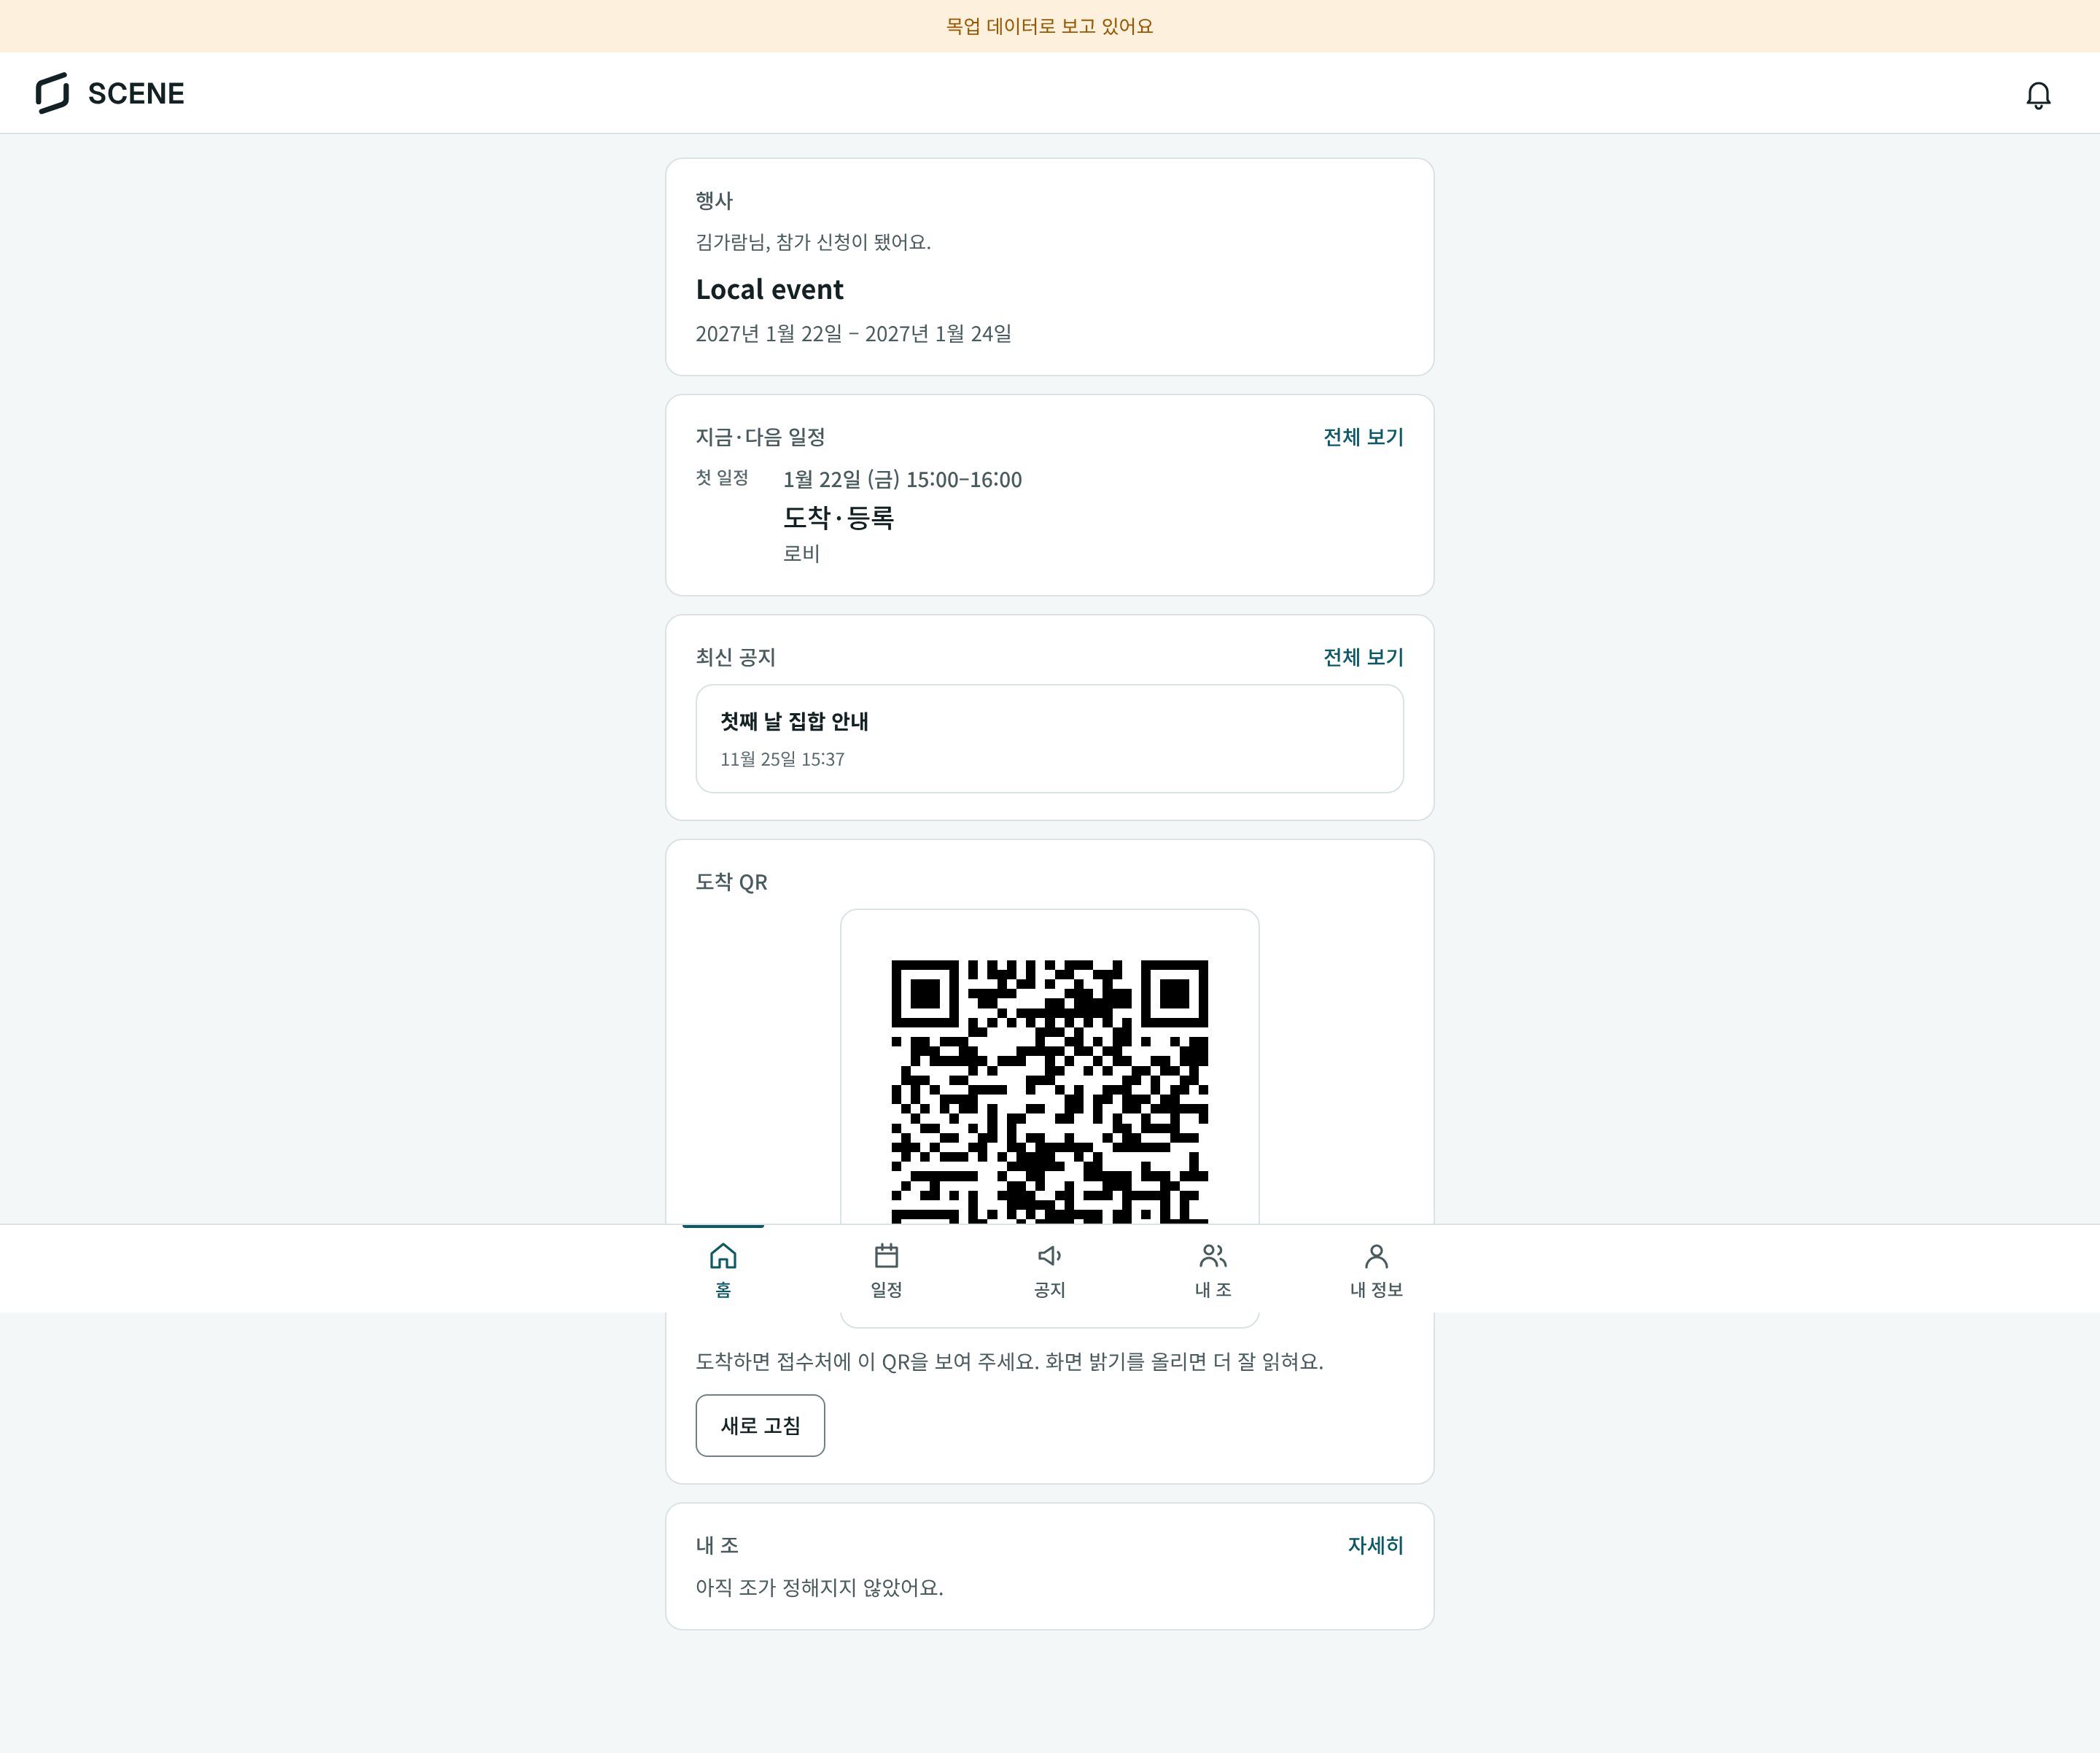 목업 데이터로 보고 있어요
SCENE
행사
김가람님, 참가 신청이 됐어요.
Local event
2027년 1월 22일 – 2027년 1월 24일
지금·다음 일정
전체 보기
첫 일정
1월 22일 (금) 15:00–16:00
도착·등록
로비
최신 공지
전체 보기
첫째 날 집합 안내
11월 25일 15:37
도착 QR
홈
일정
공지
내 조
내 정보
도착하면 접수처에 이 QR을 보여 주세요. 화면 밝기를 올리면 더 잘 읽혀요.
새로 고침
내 조
자세히
아직 조가 정해지지 않았어요.